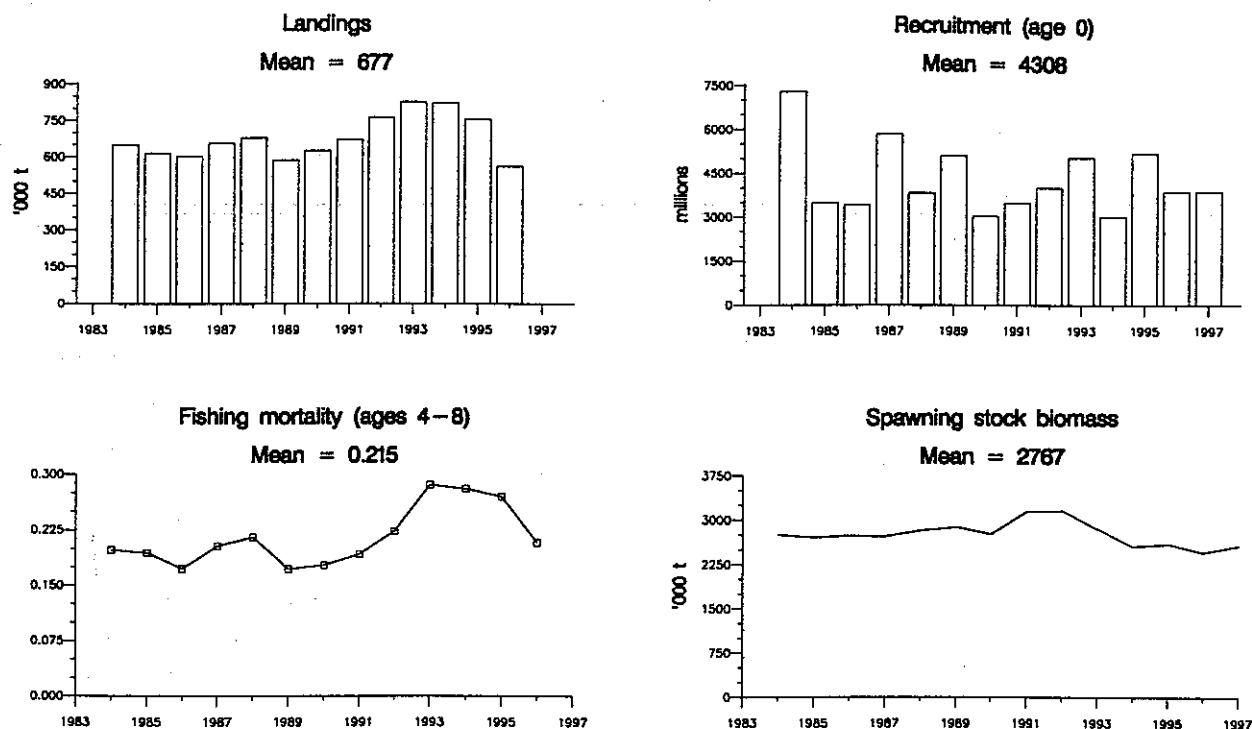 Landings
Mean = 677
900
750
600
450
300
150
0
'000 t
1983 1985 1987 1989 1991 1993 1995 1997
Recruitment (age 0)
Mean = 4308
7500
6000
4500
3000
1500
0
millions
1983 1985 1987 1989 1991 1993 1995 1997
Fishing mortality (ages 4-8)
Mean = 0.215
0.300
0.225
0.150
0.075
0.000
1983 1985 1987 1989 1991 1993 1995 1997
Spawning stock biomass
Mean = 2767
3750
3000
2250
1500
750
0
'000 t
1983 1985 1987 1989 1991 1993 1995 1997